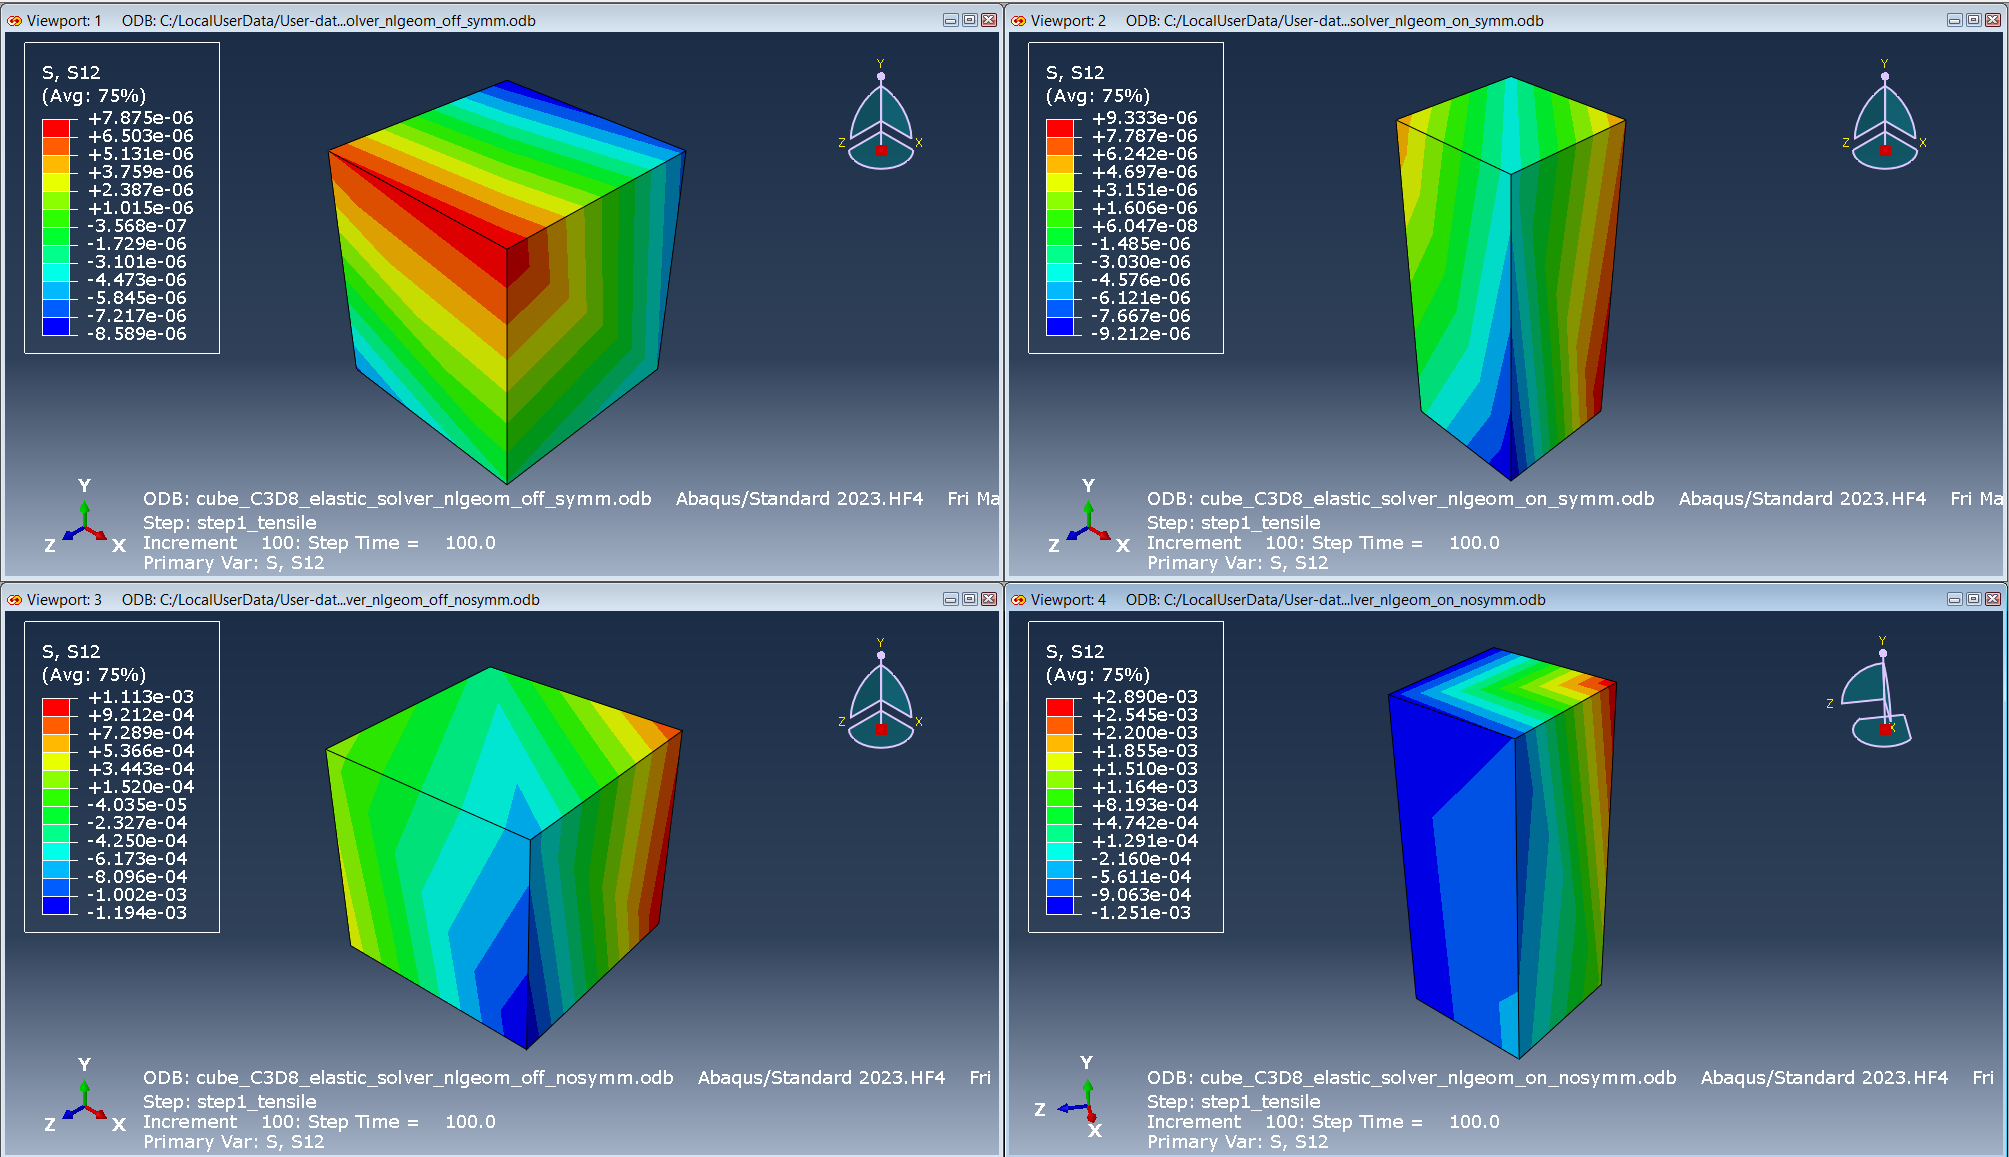 Viewport: 1 ODB: C:/LocalUserData/User-dat...olver_nlgeom_off_symm.odb
S, S12
(Avg: 75%)
+7.875e-06
+6.503e-06
+5.131e-06
+3.759e-06
+2.387e-06
+1.015e-06
-3.568e-07
-1.729e-06
-3.101e-06
-4.473e-06
-5.845e-06
-7.217e-06
-8.589e-06
Y
Z X
Y
Z X
ODB: cube_C3D8_elastic_solver_nlgeom_off_symm.odb Abaqus/Standard 2023.HF4 Fri Ma
Step: step1_tensile
Increment 100: Step Time = 100.0
Primary Var: S, S12
Viewport: 2 ODB: C:/LocalUserData/User-dat...solver_nlgeom_on_symm.odb
S, S12
(Avg: 75%)
+9.333e-06
+7.787e-06
+6.242e-06
+4.697e-06
+3.151e-06
+1.606e-06
+6.047e-08
-1.485e-06
-3.030e-06
-4.576e-06
-6.121e-06
-7.667e-06
-9.212e-06
Y
Z X
Y
Z X
ODB: cube_C3D8_elastic_solver_nlgeom_on_symm.odb Abaqus/Standard 2023.HF4 Fri Ma
Step: step1_tensile
Increment 100: Step Time = 100.0
Primary Var: S, S12
Viewport: 3 ODB: C:/LocalUserData/User-dat...ver_nlgeom_off_nosymm.odb
S, S12
(Avg: 75%)
+1.113e-03
+9.212e-04
+7.289e-04
+5.366e-04
+3.443e-04
+1.520e-04
-4.035e-05
-2.327e-04
-4.250e-04
-6.173e-04
-8.096e-04
-1.002e-03
-1.194e-03
Y
Z X
Y
Z X
ODB: cube_C3D8_elastic_solver_nlgeom_off_nosymm.odb Abaqus/Standard 2023.HF4 Fri
Step: step1_tensile
Increment 100: Step Time = 100.0
Primary Var: S, S12
Viewport: 4 ODB: C:/LocalUserData/User-dat...lver_nlgeom_on_nosymm.odb
S, S12
(Avg: 75%)
+2.890e-03
+2.545e-03
+2.200e-03
+1.855e-03
+1.510e-03
+1.164e-03
+8.193e-04
+4.742e-04
+1.291e-04
-2.160e-04
-5.611e-04
-9.063e-04
-1.251e-03
Y
Z X
Y
Z
X
ODB: cube_C3D8_elastic_solver_nlgeom_on_nosymm.odb Abaqus/Standard 2023.HF4 Fri
Step: step1_tensile
Increment 100: Step Time = 100.0
Primary Var: S, S12